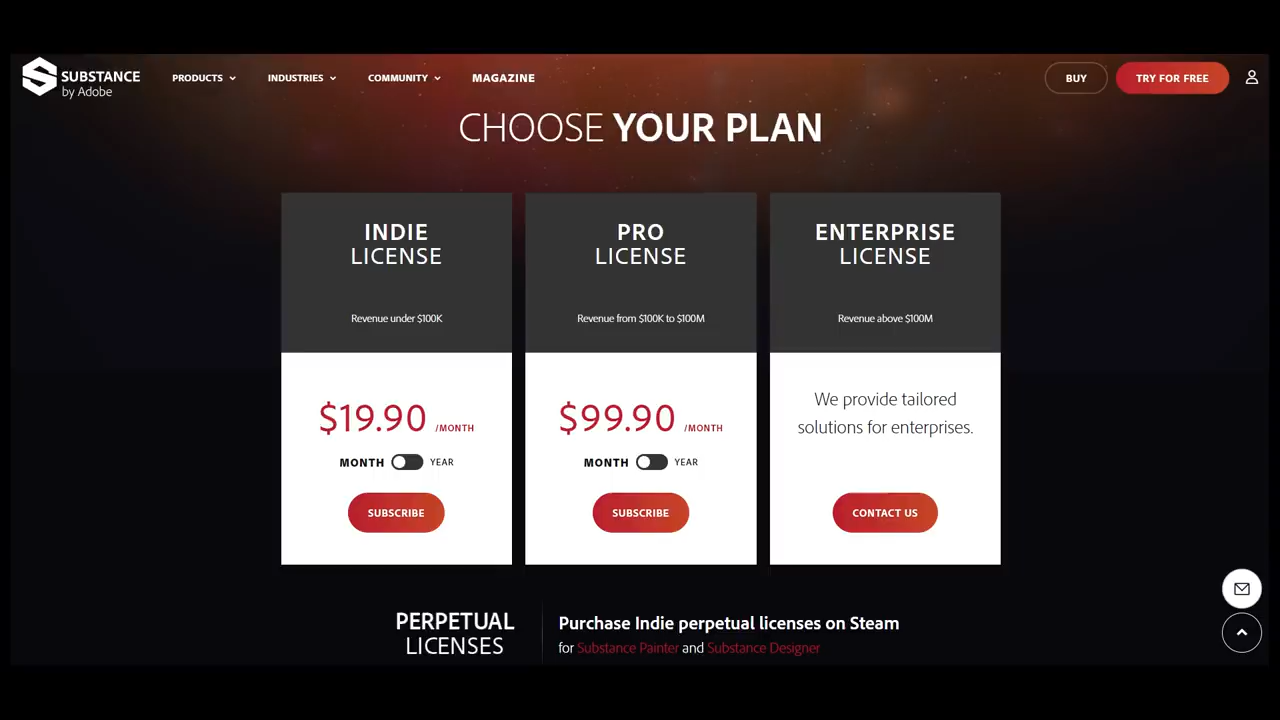 SUBSTANCE
by Adobe
PRODUCTS
INDUSTRIES
COMMUNITY
MAGAZINE
BUY
TRY FOR FREE
CHOOSE YOUR PLAN
INDIE
LICENSE
Revenue under $100K
$19.90 /MONTH
MONTH YEAR
SUBSCRIBE
PRO
LICENSE
Revenue from $100K to $100M
$99.90 /MONTH
MONTH YEAR
SUBSCRIBE
ENTERPRISE
LICENSE
Revenue above $100M
We provide tailored
solutions for enterprises.
CONTACT US
PERPETUAL
LICENSES
Purchase Indie perpetual licenses on Steam
for Substance Painter and Substance Designer